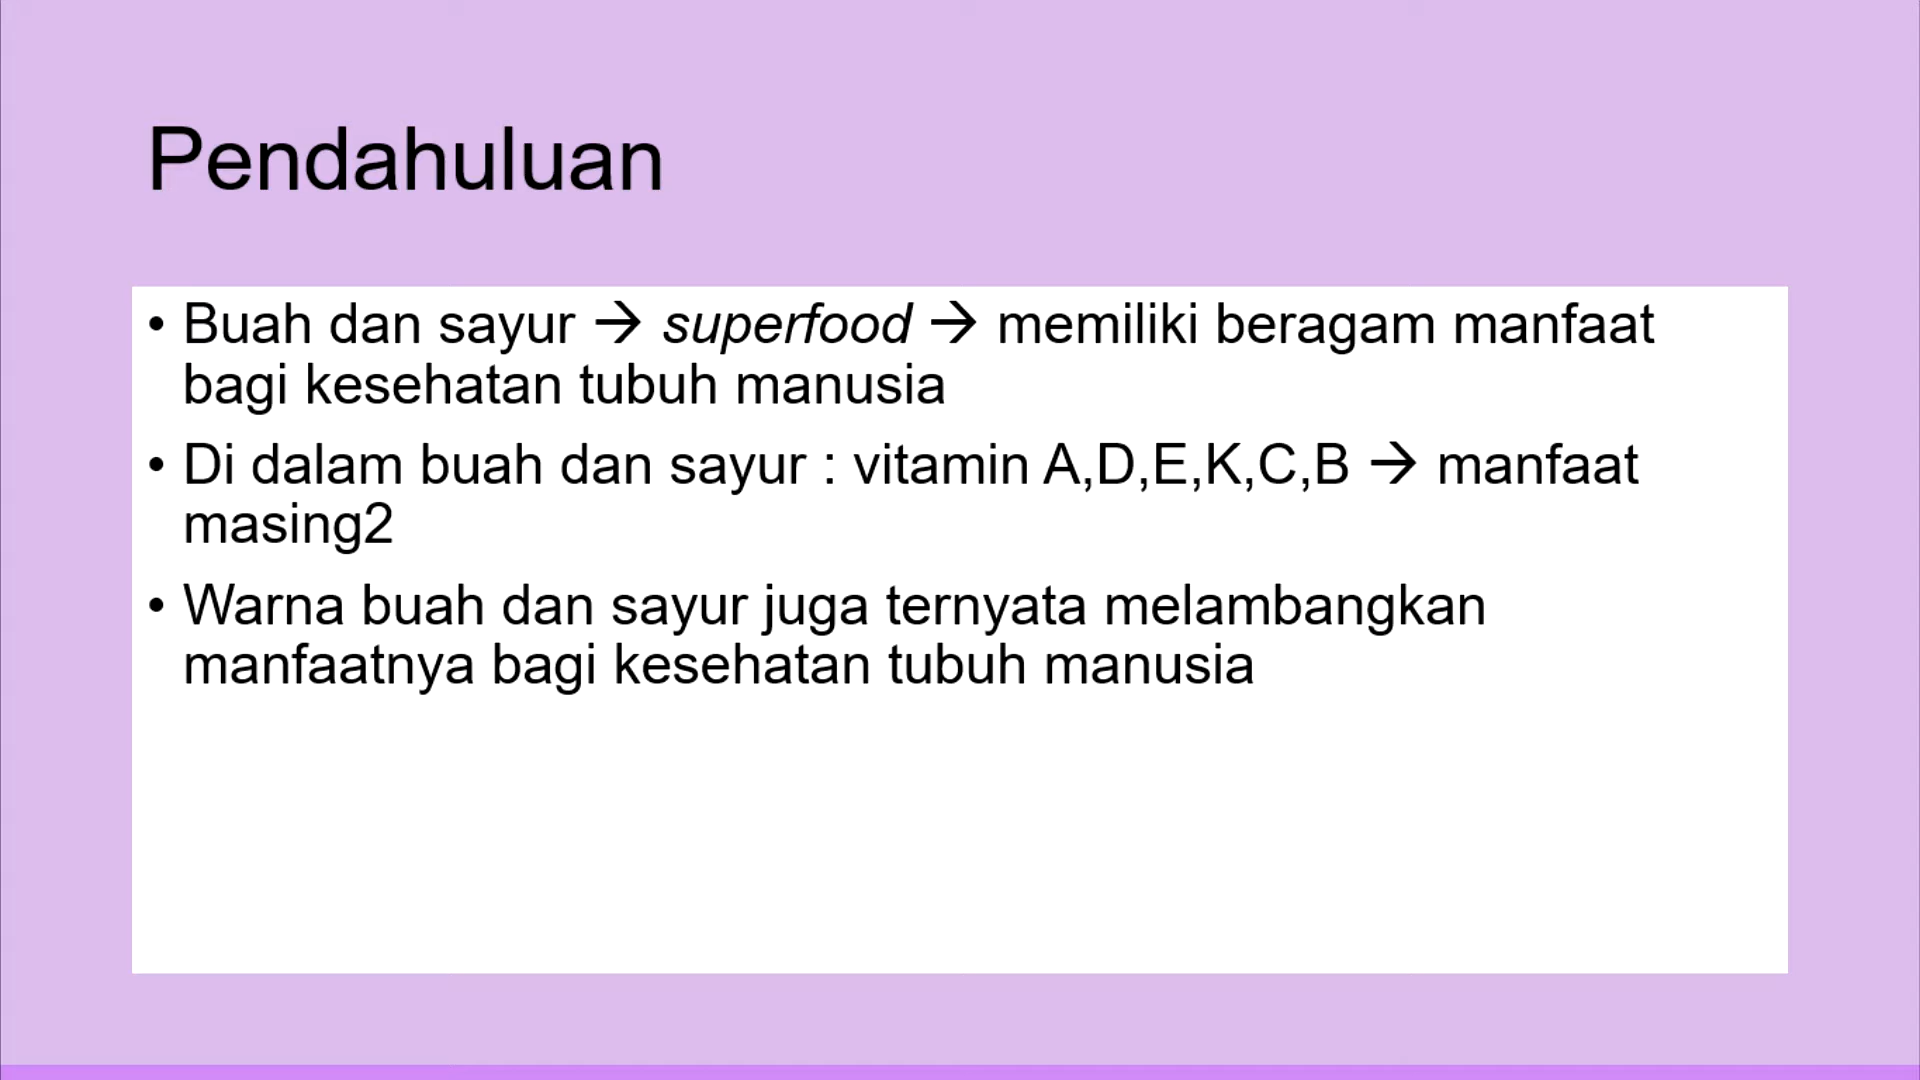 Pendahuluan
• Buah dan sayur → superfood → memiliki beragam manfaat
bagi kesehatan tubuh manusia
• Di dalam buah dan sayur : vitamin A,D,E,K,C,B → manfaat
masing2
• Warna buah dan sayur juga ternyata melambangkan
manfaatnya bagi kesehatan tubuh manusia